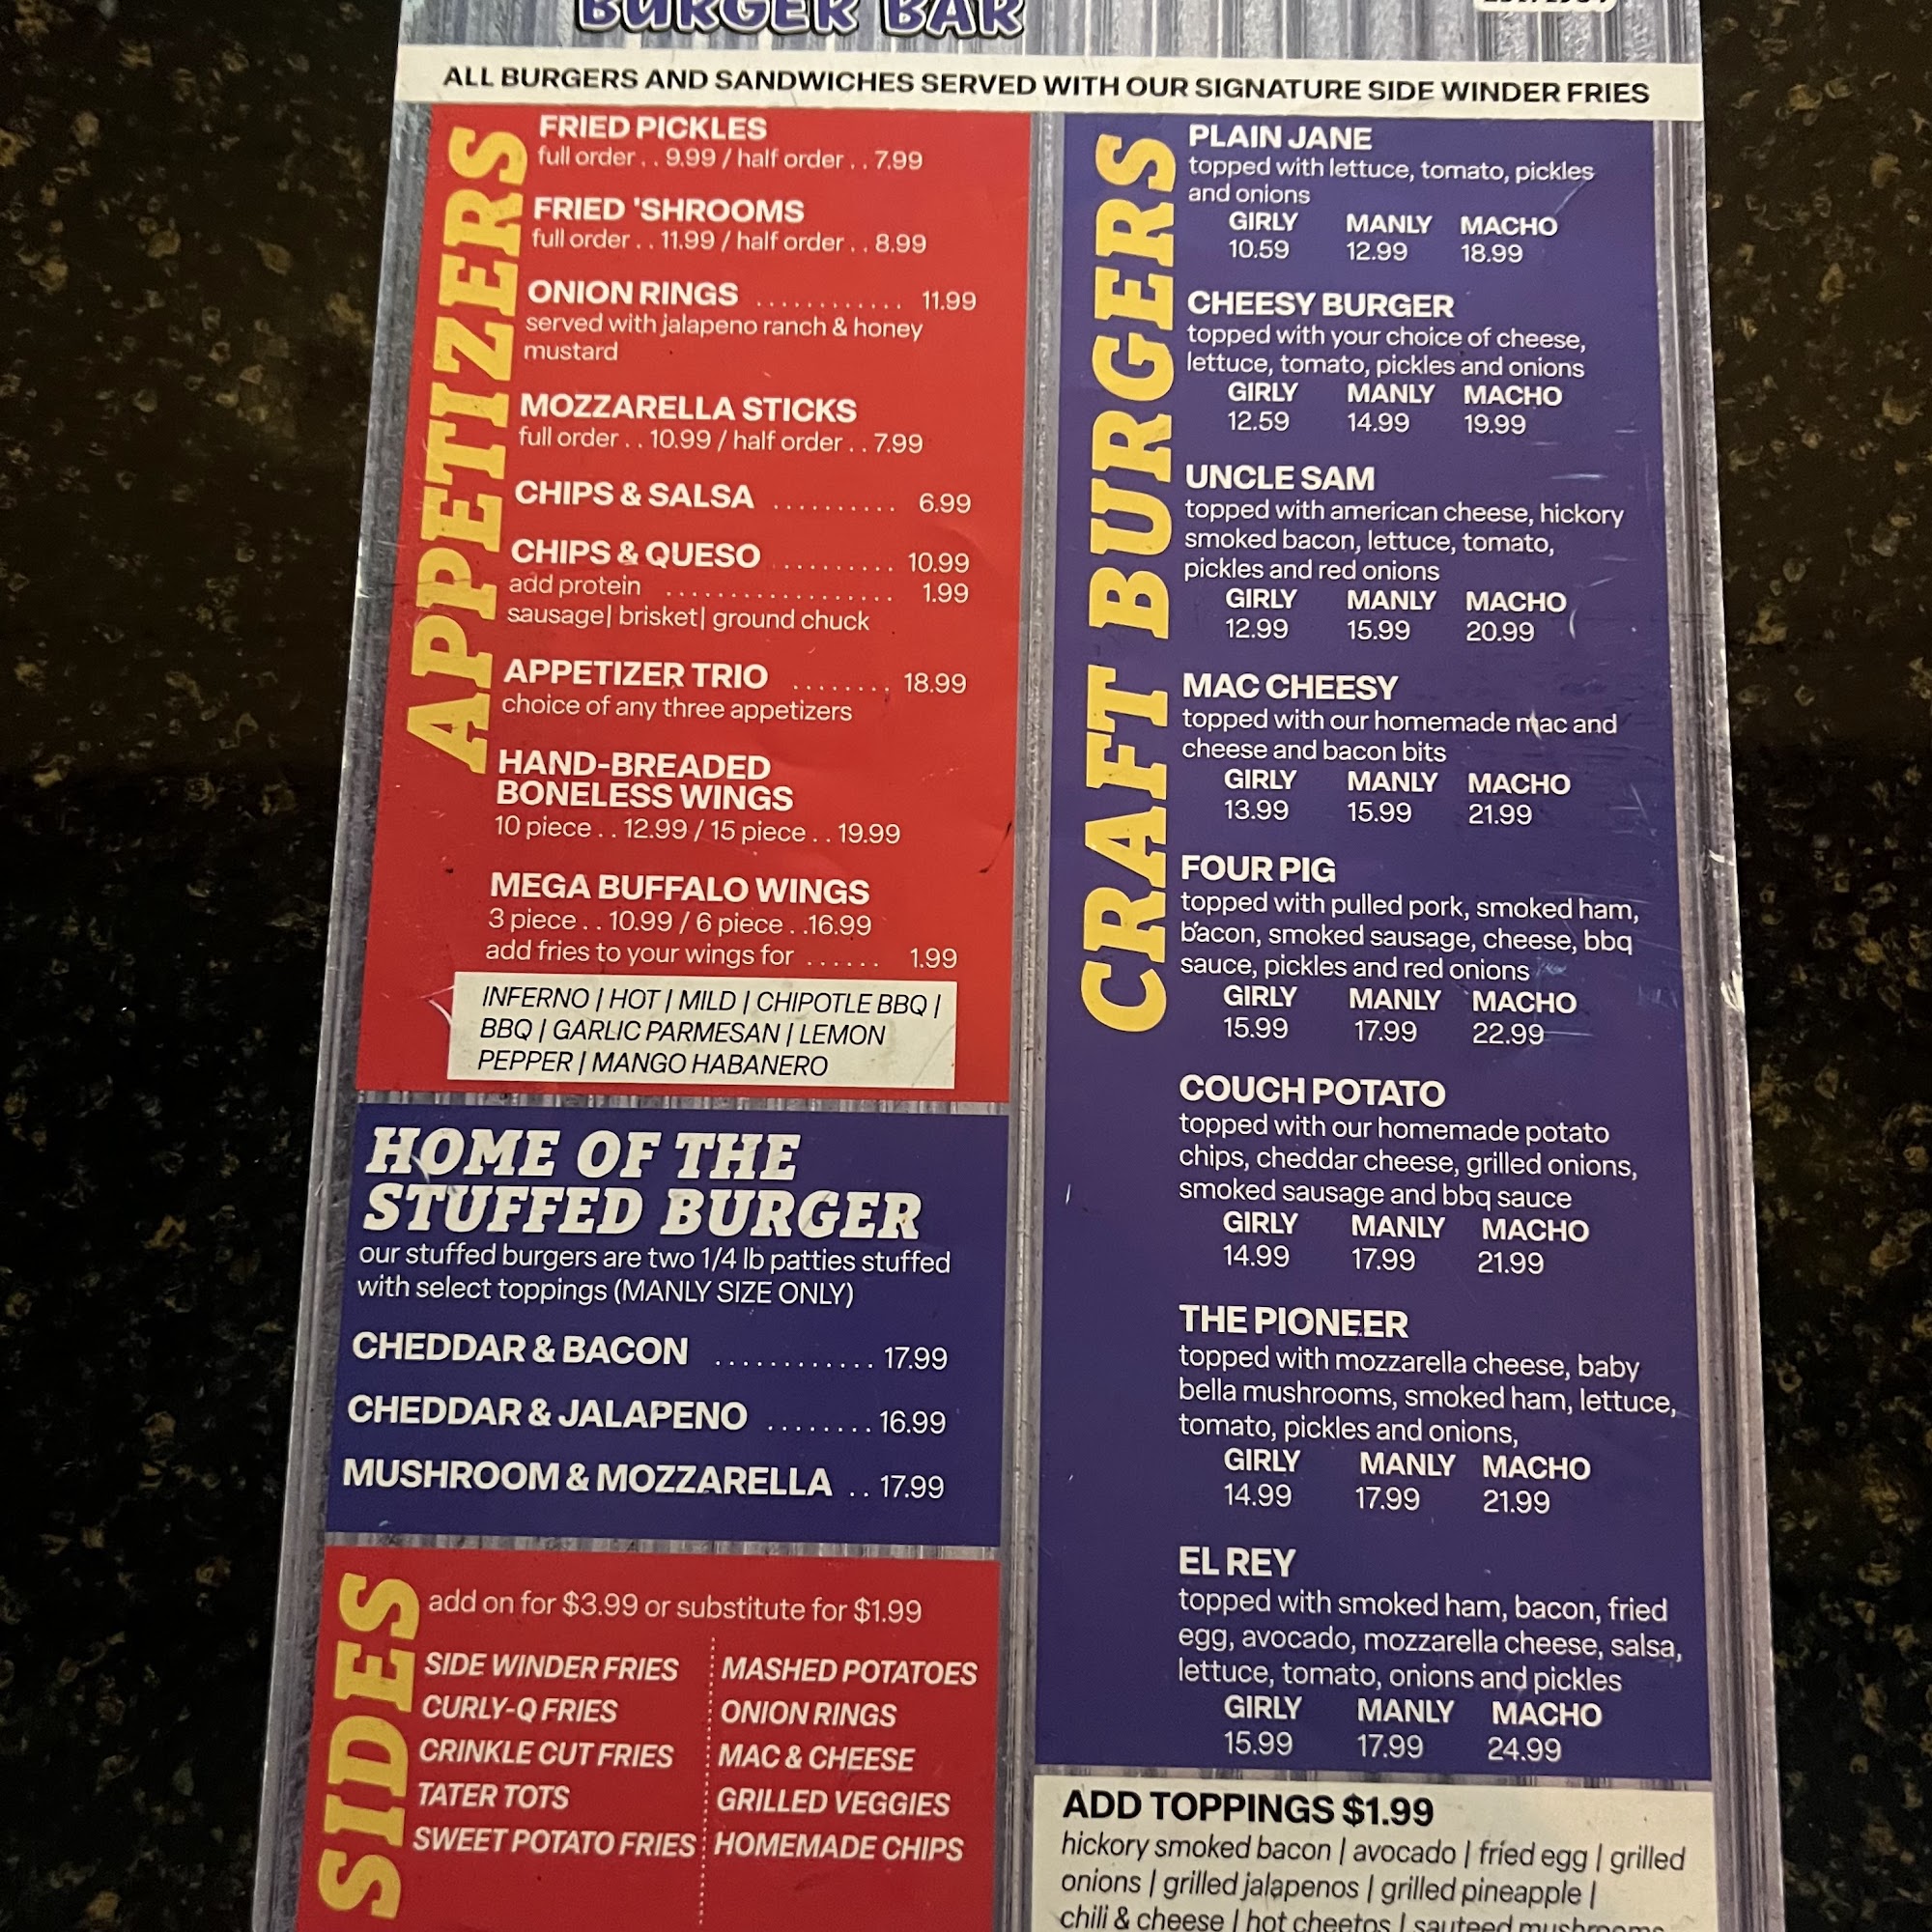 BURGER BAR
ALL BURGERS AND SANDWICHES SERVED WITH OUR SIGNATURE SIDE WINDER FRIES
APPETIZERS
FRIED PICKLES
full order . . 9.99 / half order . . 7.99
FRIED 'SHROOMS
full order . . 11.99 / half order . . 8.99
ONION RINGS ............ 11.99
served with jalapeno ranch & honey
mustard
MOZZARELLA STICKS
full order . . 10.99 / half order . . 7.99
CHIPS & SALSA .......... 6.99
CHIPS & QUESO .......... 10.99
add protein .................. 1.99
sausage| brisket| ground chuck
APPETIZER TRIO ........ 18.99
choice of any three appetizers
HAND-BREADED
BONELESS WINGS
10 piece . . 12.99 / 15 piece . . 19.99
MEGA BUFFALO WINGS
3 piece . . 10.99 / 6 piece . .16.99
add fries to your wings for ...... 1.99
INFERNO | HOT | MILD | CHIPOTLE BBQ |
BBQ | GARLIC PARMESAN | LEMON
PEPPER | MANGO HABANERO
HOME OF THE
STUFFED BURGER
our stuffed burgers are two 1/4 lb patties stuffed
with select toppings (MANLY SIZE ONLY)
CHEDDAR & BACON ............ 17.99
CHEDDAR & JALAPENO ........ 16.99
MUSHROOM & MOZZARELLA .. 17.99
SIDES
add on for $3.99 or substitute for $1.99
SIDE WINDER FRIES
CURLY-Q FRIES
CRINKLE CUT FRIES
TATER TOTS
SWEET POTATO FRIES
MASHED POTATOES
ONION RINGS
MAC & CHEESE
GRILLED VEGGIES
HOMEMADE CHIPS
CRAFT BURGERS
PLAIN JANE
topped with lettuce, tomato, pickles
and onions
GIRLY MANLY MACHO
10.59 12.99 18.99
CHEESY BURGER
topped with your choice of cheese,
lettuce, tomato, pickles and onions
GIRLY MANLY MACHO
12.59 14.99 19.99
UNCLE SAM
topped with american cheese, hickory
smoked bacon, lettuce, tomato,
pickles and red onions
GIRLY MANLY MACHO
12.99 15.99 20.99
MAC CHEESY
topped with our homemade mac and
cheese and bacon bits
GIRLY MANLY MACHO
13.99 15.99 21.99
FOUR PIG
topped with pulled pork, smoked ham,
bacon, smoked sausage, cheese, bbq
sauce, pickles and red onions
GIRLY MANLY MACHO
15.99 17.99 22.99
COUCH POTATO
topped with our homemade potato
chips, cheddar cheese, grilled onions,
smoked sausage and bbq sauce
GIRLY MANLY MACHO
14.99 17.99 21.99
THE PIONEER
topped with mozzarella cheese, baby
bella mushrooms, smoked ham, lettuce,
tomato, pickles and onions,
GIRLY MANLY MACHO
14.99 17.99 21.99
EL REY
topped with smoked ham, bacon, fried
egg, avocado, mozzarella cheese, salsa,
lettuce, tomato, onions and pickles
GIRLY MANLY MACHO
15.99 17.99 24.99
ADD TOPPINGS $1.99
hickory smoked bacon | avocado | fried egg | grilled
onions | grilled jalapenos | grilled pineapple |
chili & cheese | hot cheetos | sauteed mushrooms